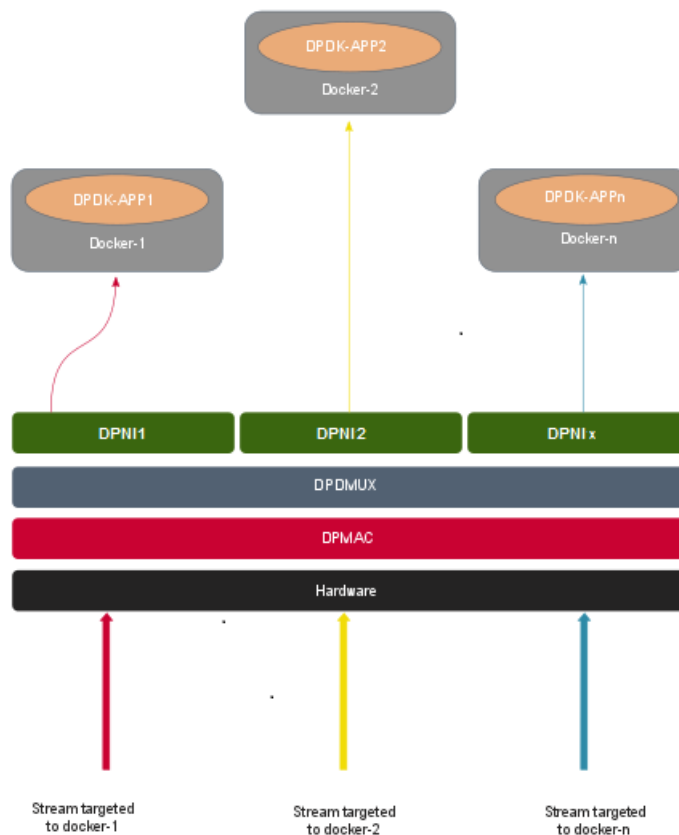 DPDK-APP2
Docker-2
DPDK-APP1
Docker-1
DPDK-APPn
Docker-n
DPNI1
DPNI2
DPNI x
DPDMUX
DPMAC
Hardware
Stream targeted
to docker-1
Stream targeted
to docker-2
Stream targeted
to docker-n